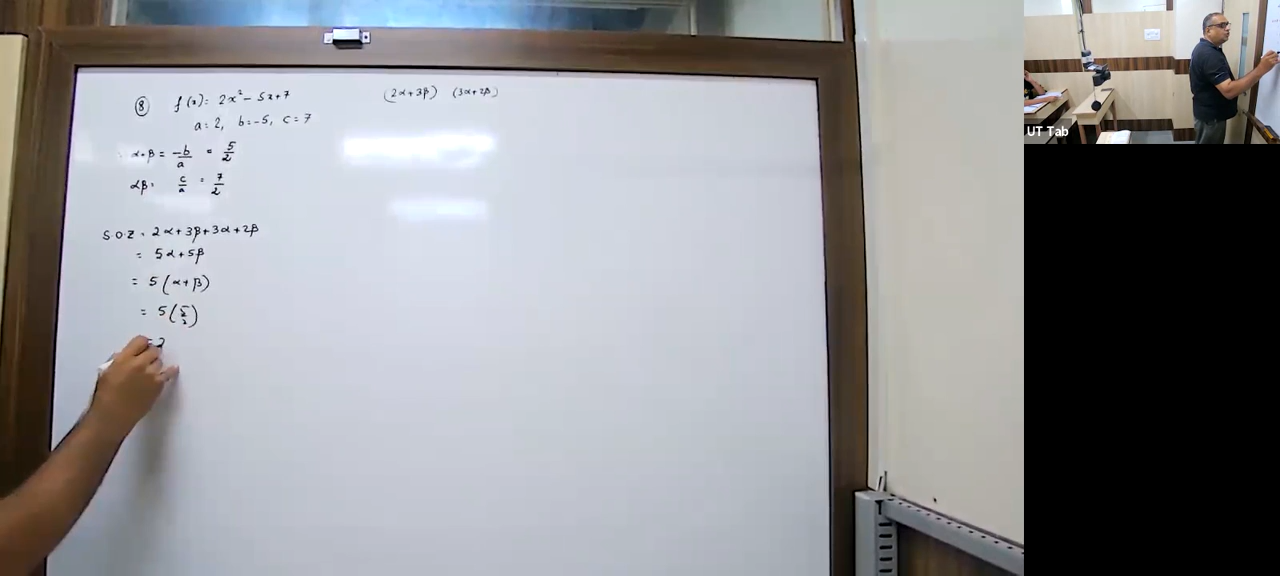 ⑧ f(x) = 2x² - 5x+7
(2α+3β) (3α+2β)
a=2, b=-5, c=7
∴ α+β = -b/a = 5/2
αβ = c/a = 7/2
S.O.Z = 2α+3β+3α+2β
= 5α+5β
= 5(α+β)
= 5(5/2)
= 2
UT Tab